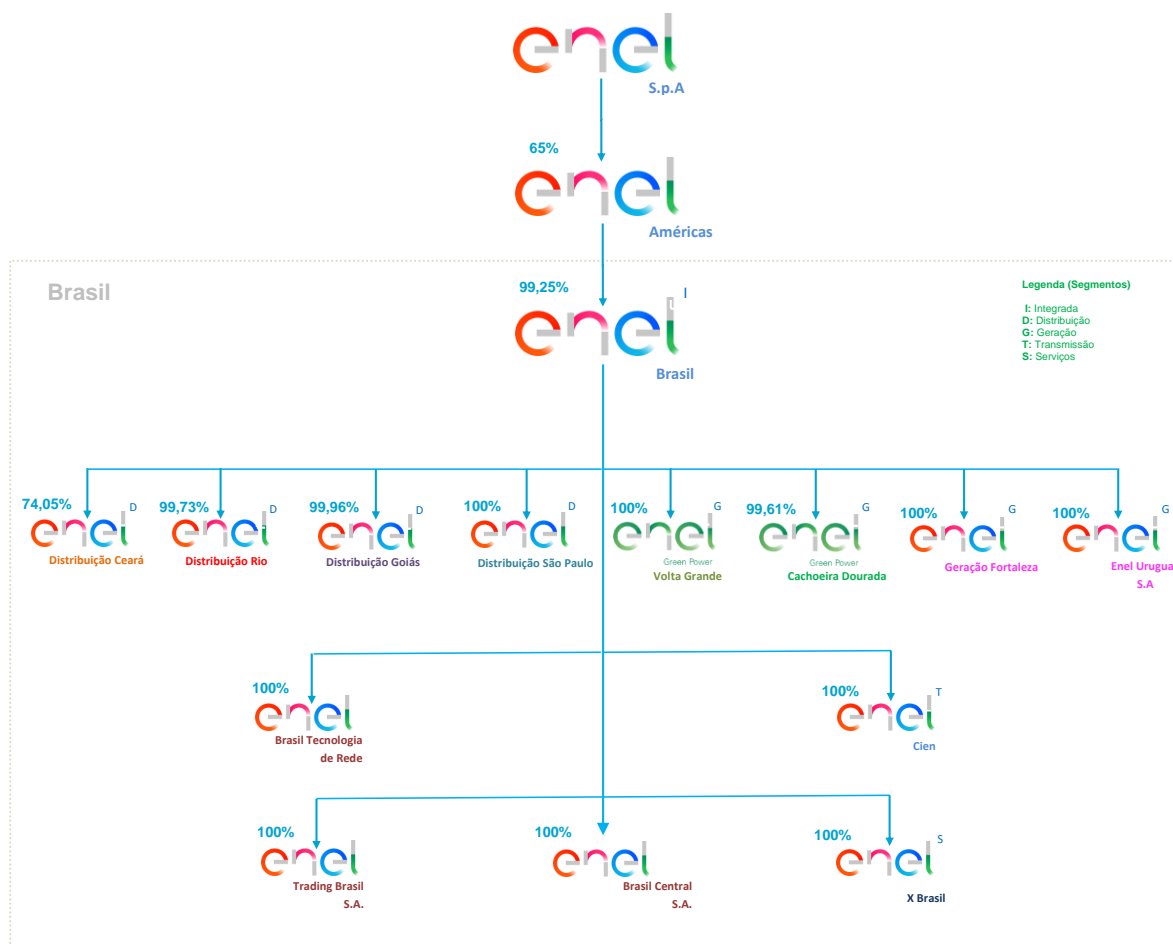 enel
S.p.A
65%
enel
Américas
Brasil
99,25%
I
enel
Brasil
Legenda (Segmentos)
I: Integrada
D: Distribuição
G: Geração
T: Transmissão
S: Serviços
74,05%
D
enel
Distribuição Ceará
99,73%
D
enel
Distribuição Rio
99,96%
D
enel
Distribuição Goiás
100%
D
enel
Distribuição São Paulo
100%
G
enel
Green Power
Volta Grande
99,61%
G
enel
Green Power
Cachoeira Dourada
100%
G
enel
Geração Fortaleza
100%
G
enel
Enel Urugua
S.A
100%
enel
Brasil Tecnologia
de Rede
100%
T
enel
Cien
100%
enel
Trading Brasil
S.A.
100%
enel
Brasil Central
S.A.
100%
S
enel
X Brasil